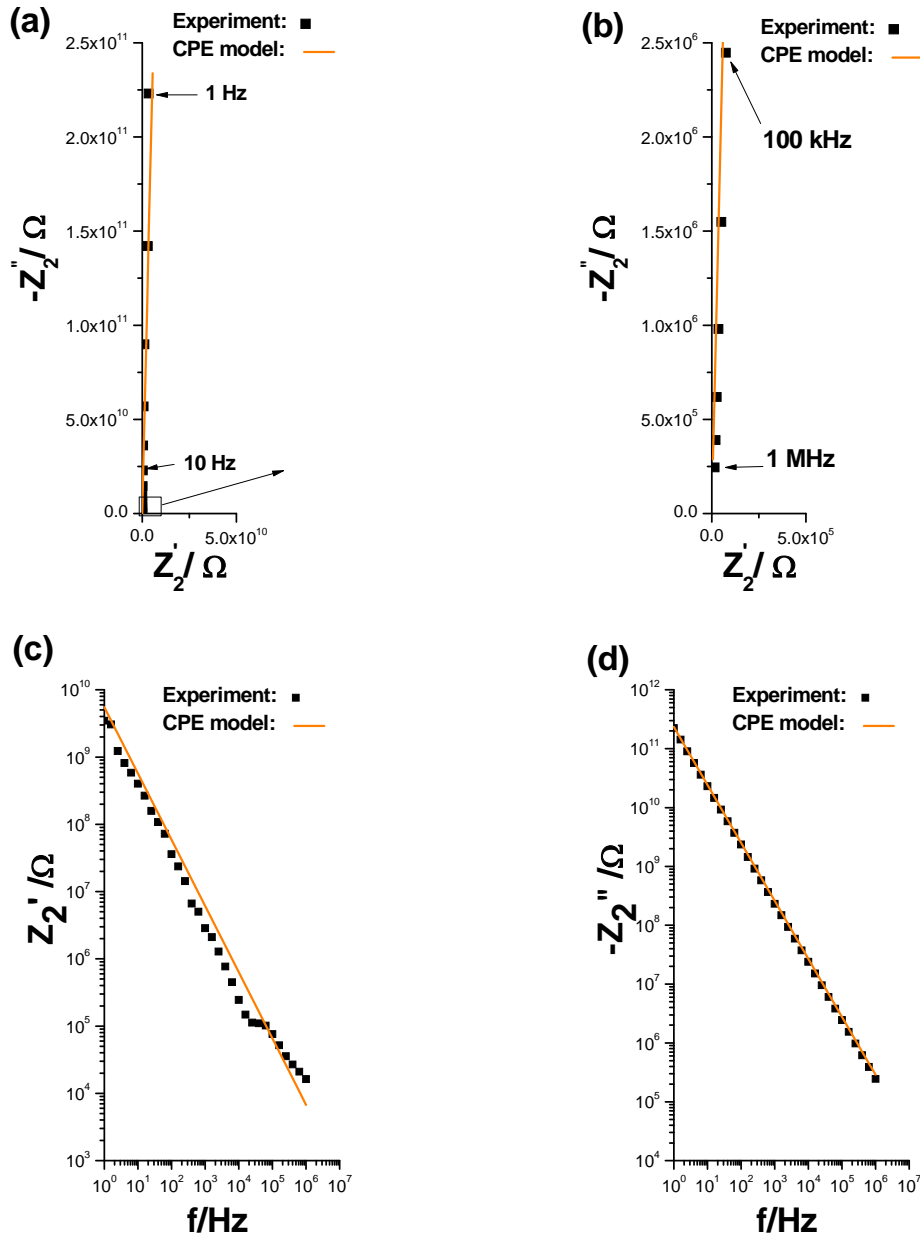 (a)
Experiment: ■
CPE model: —
2.5x10^11
2.0x10^11
1.5x10^11
1.0x10^11
5.0x10^10
0.0
1 Hz
10 Hz
-Z2''/ Ω
0.0 5.0x10^10
Z2'/ Ω
(b)
Experiment: ■
CPE model: —
2.5x10^6
2.0x10^6
1.5x10^6
1.0x10^6
5.0x10^5
0.0
100 kHz
1 MHz
-Z2''/ Ω
0.0 5.0x10^5
Z2'/ Ω
(c)
Experiment: ■
CPE model: —
10^10
10^9
10^8
10^7
10^6
10^5
10^4
10^3
Z2' /Ω
10^0 10^1 10^2 10^3 10^4 10^5 10^6 10^7
f/Hz
(d)
Experiment: ■
CPE model: —
10^12
10^11
10^10
10^9
10^8
10^7
10^6
10^5
10^4
-Z2'' /Ω
10^0 10^1 10^2 10^3 10^4 10^5 10^6 10^7
f/Hz